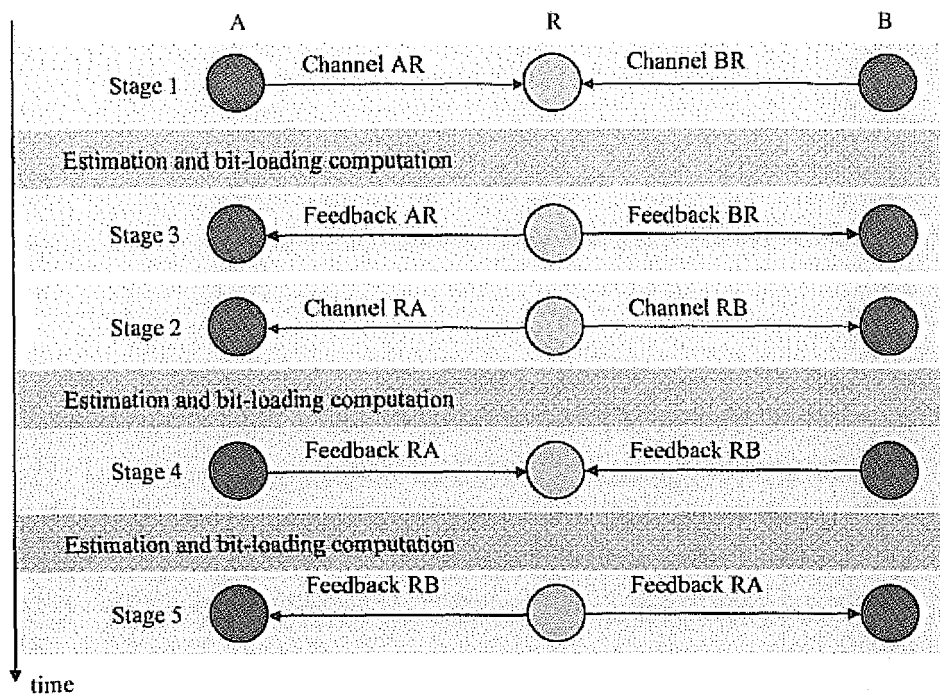 A R B
Stage 1 Channel AR Channel BR
Estimation and bit-loading computation
Stage 3 Feedback AR Feedback BR
Stage 2 Channel RA Channel RB
Estimation and bit-loading computation
Stage 4 Feedback RA Feedback RB
Estimation and bit-loading computation
Stage 5 Feedback RB Feedback RA
time